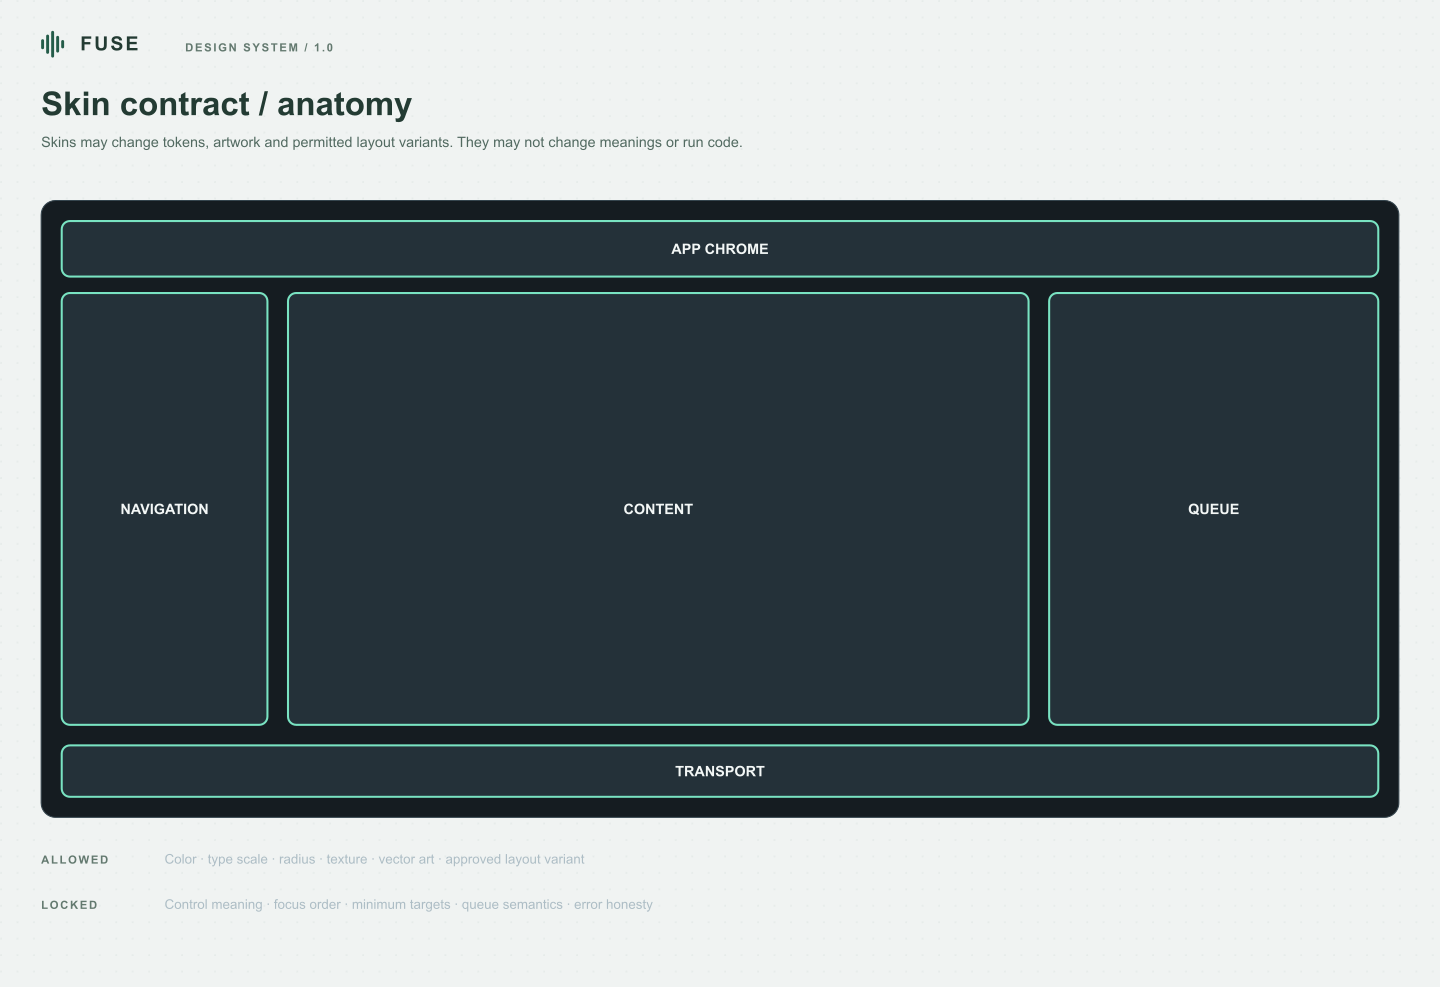 FUSE
DESIGN SYSTEM / 1.0
Skin contract / anatomy
Skins may change tokens, artwork and permitted layout variants. They may not change meanings or run code.
APP CHROME
NAVIGATION
CONTENT
QUEUE
TRANSPORT
ALLOWED
Color · type scale · radius · texture · vector art · approved layout variant
LOCKED
Control meaning · focus order · minimum targets · queue semantics · error honesty